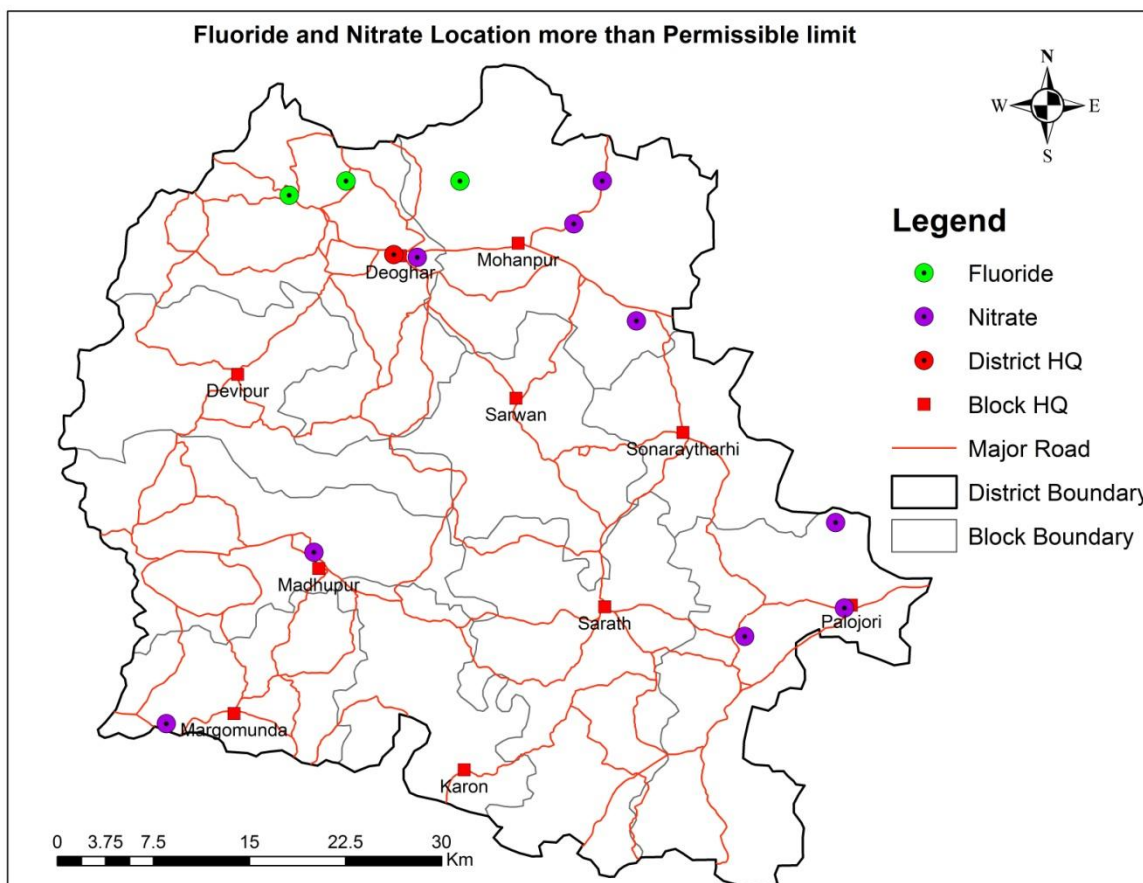 Fluoride and Nitrate Location more than Permissible limit
N
W
E
S
Legend
Fluoride
Nitrate
District HQ
Block HQ
Major Road
District Boundary
Block Boundary
Deoghar
Mohanpur
Devipur
Sarwan
Sonaraytharhi
Madhupur
Sarath
Palojori
Margomunda
Karon
0 3.75 7.5 15 22.5 30
Km